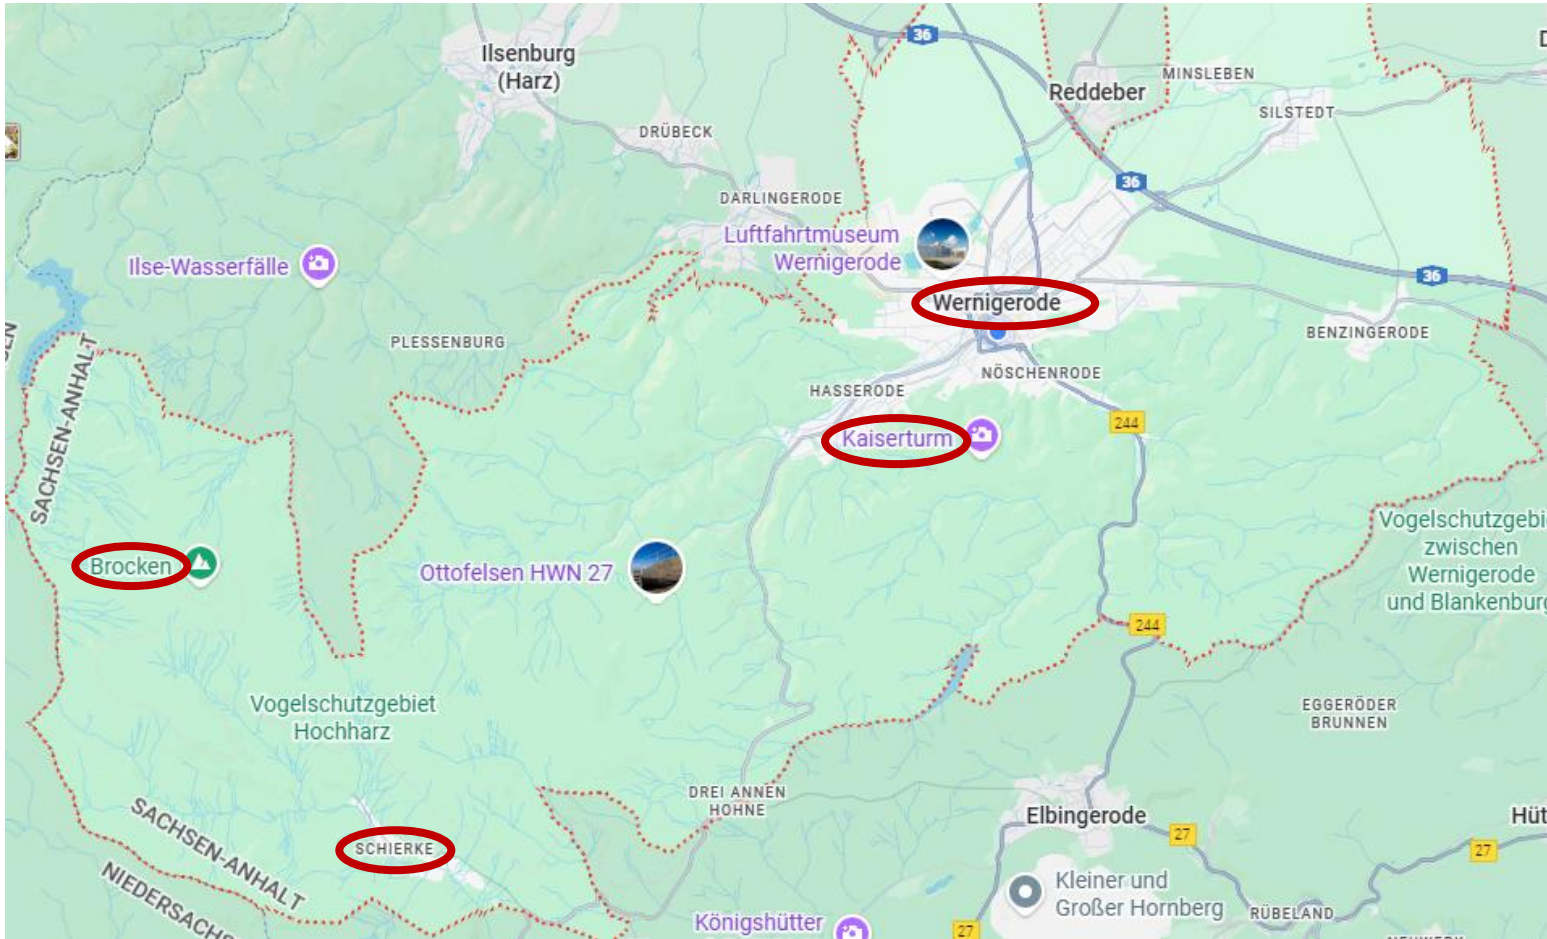 36
Ilsenburg
(Harz)
MINSLEBEN
Reddeber
SILSTEDT
DRÜBECK
36
DARLINGERODE
Luftfahrtmuseum
Wernigerode
Ilse-Wasserfälle
36
Wernigerode
BENZINGERODE
PLESSENBURG
NÖSCHENRODE
HASSERODE
SACHSEN-ANHALT
244
Kaiserturm
Brocken
Ottofelsen HWN 27
Vogelschutzgebi
zwischen
Wernigerode
und Blankenburg
244
Vogelschutzgebiet
Hochharz
EGGERÖDER
BRUNNEN
DREI ANNEN
HOHNE
Elbingerode
Hüt
27
27
SCHIERKE
SACHSEN-ANHALT
NIEDERSACHS
Kleiner und
Großer Hornberg
RÜBELAND
Königshütter
27